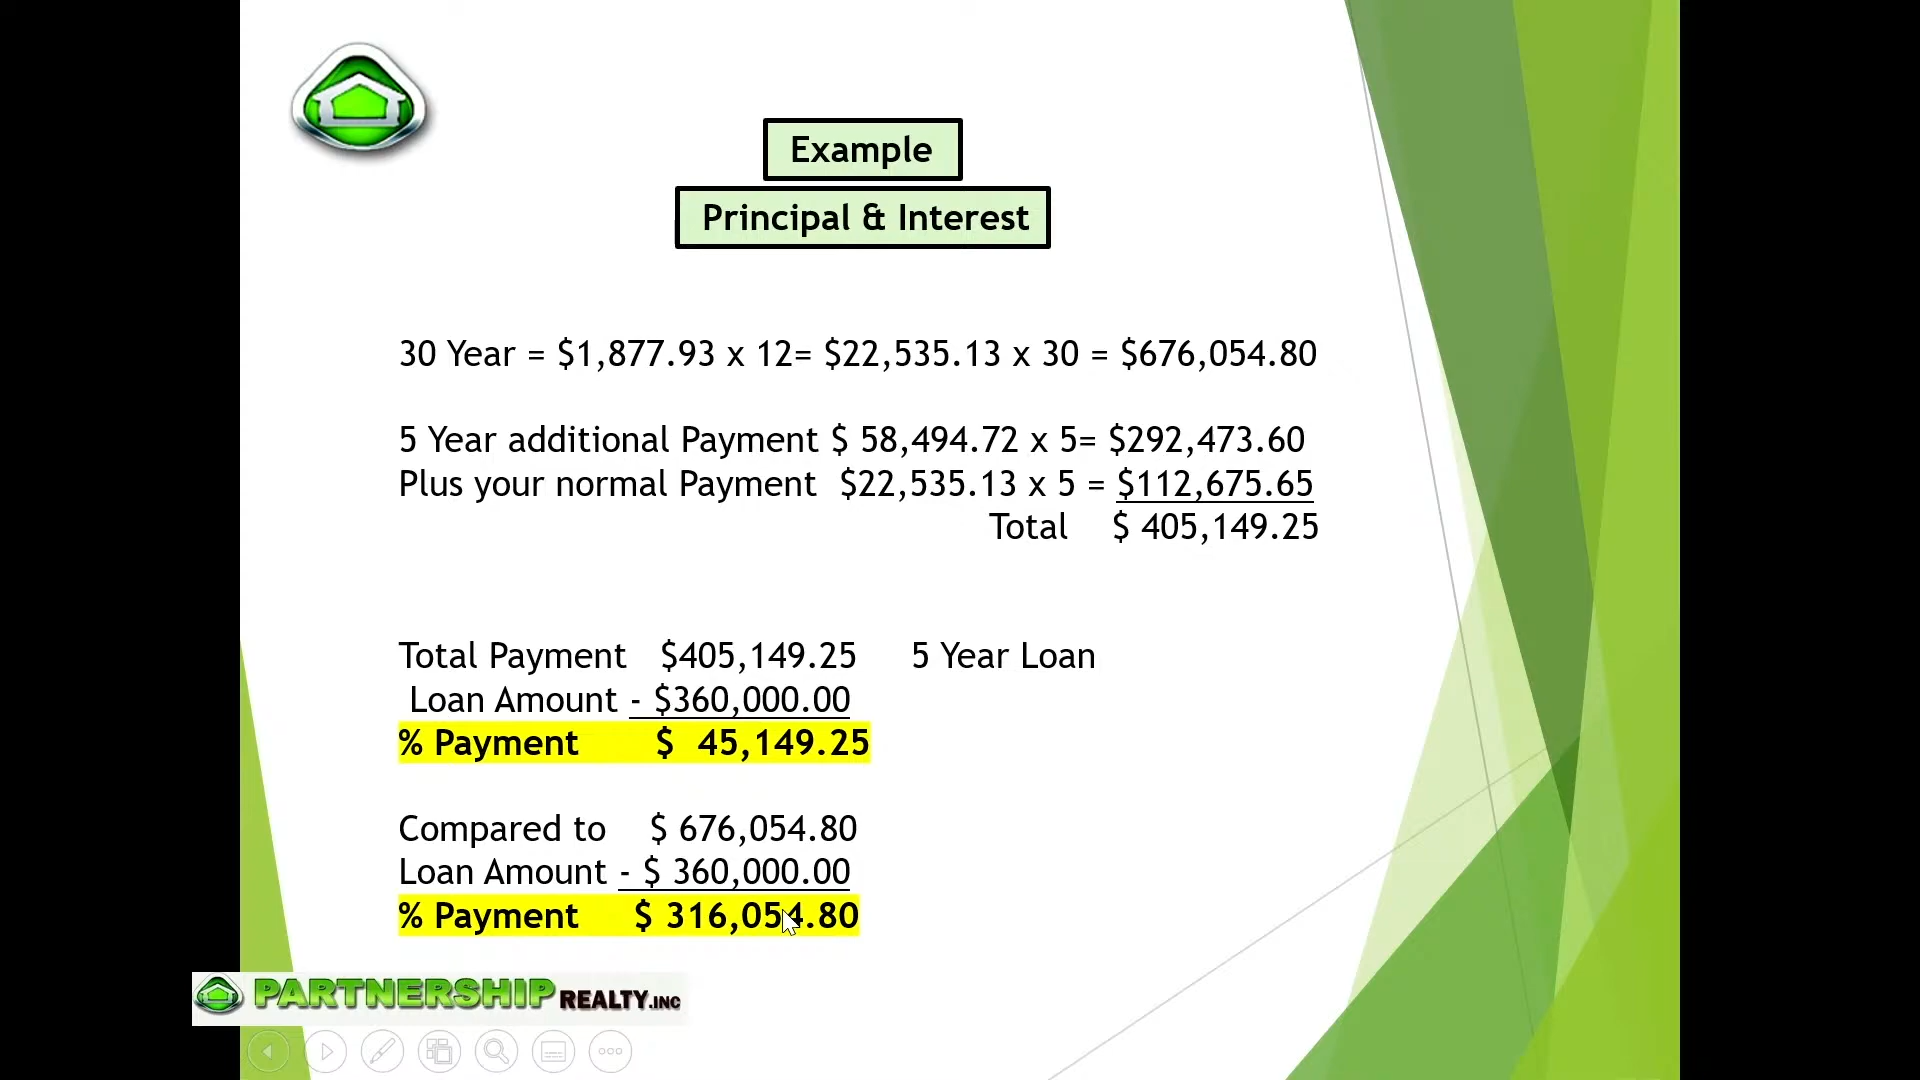 Example
Principal & Interest
30 Year = $1,877.93 x 12= $22,535.13 x 30 = $676,054.80
5 Year additional Payment $ 58,494.72 x 5= $292,473.60
Plus your normal Payment $22,535.13 x 5 = $112,675.65
Total $ 405,149.25
Total Payment $405,149.25 5 Year Loan
Loan Amount - $360,000.00
% Payment $ 45,149.25
Compared to $ 676,054.80
Loan Amount - $ 360,000.00
% Payment $ 316,054.80
PARTNERSHIP REALTY.INC